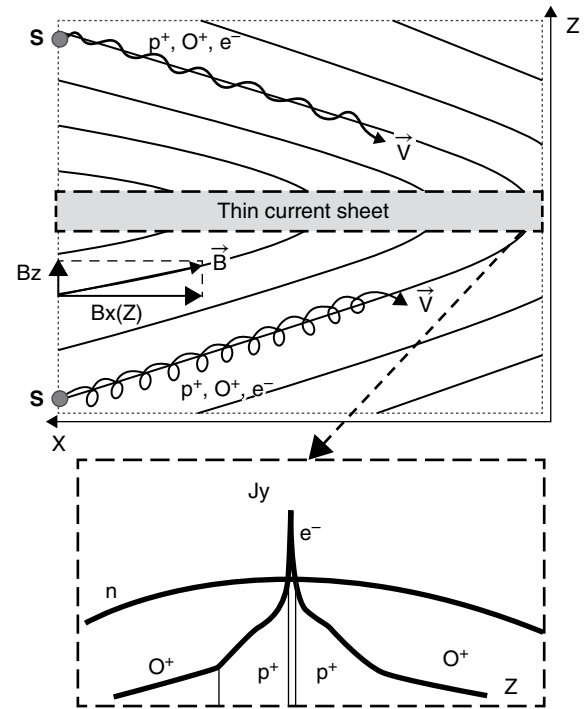 S
p⁺, O⁺, e⁻
Z
V⃗
Thin current sheet
Bz
B⃗
Bx(Z)
V⃗
S
p⁺, O⁺, e⁻
X
Jy
e⁻
n
O⁺
p⁺
p⁺
O⁺
Z